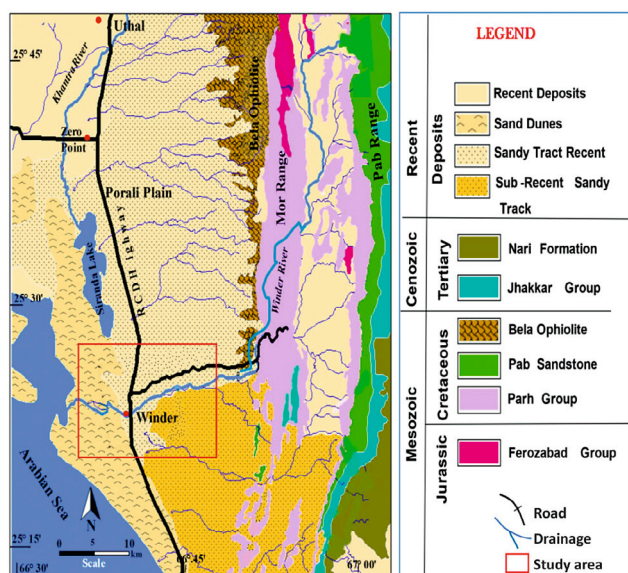 Uthal
25° 45'
Khantra River
Bela Ophiolite
Pab Range
Zero
Point
Mor Range
Porali Plain
RCDHighway
Siranda Lake
Winder River
25° 30'
Winder
Arabian Sea
N
0 5 10
km
Scale
25° 15'
66° 30'
66° 45'
67° 00'
LEGEND
Recent
Deposits
Recent Deposits
Sand Dunes
Sandy Tract Recent
Sub -Recent Sandy
Track
Cenozoic
Tertiary
Nari Formation
Jhakkar Group
Mesozoic
Cretaceous
Bela Ophiolite
Pab Sandstone
Parh Group
Jurassic
Ferozabad Group
Road
Drainage
Study area